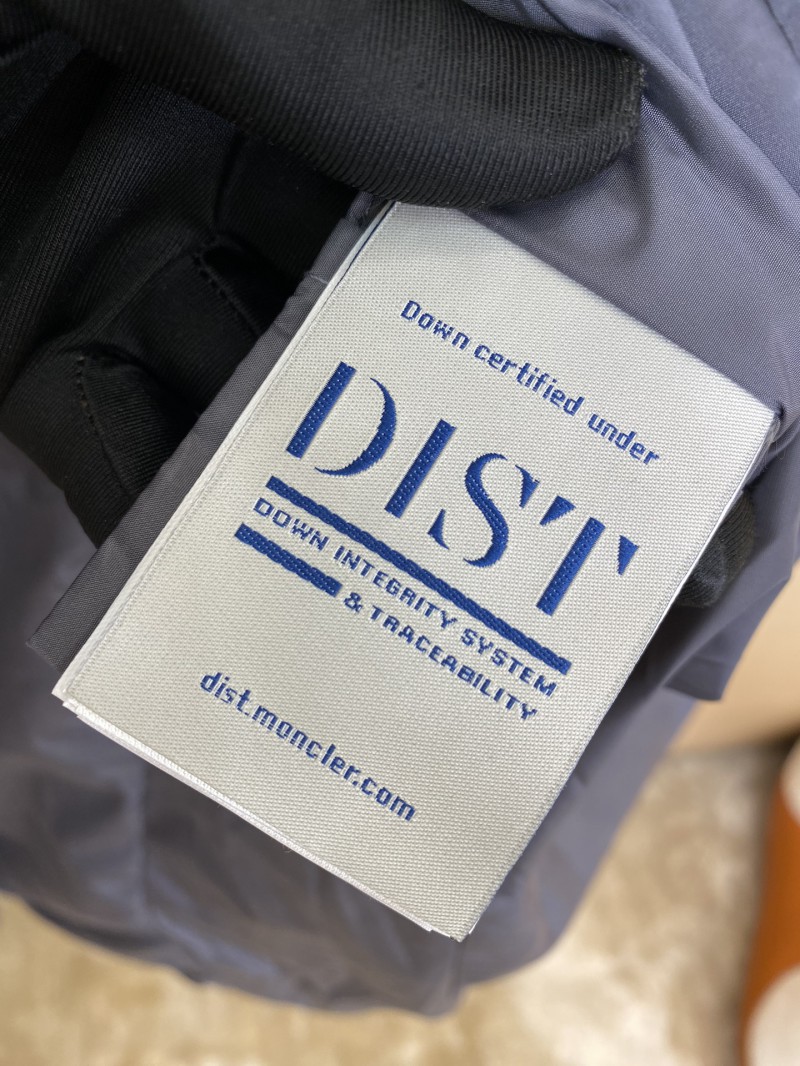 Down certified under
DIST
DOWN INTEGRITY SYSTEM
& TRACEABILITY
dist.moncler.com